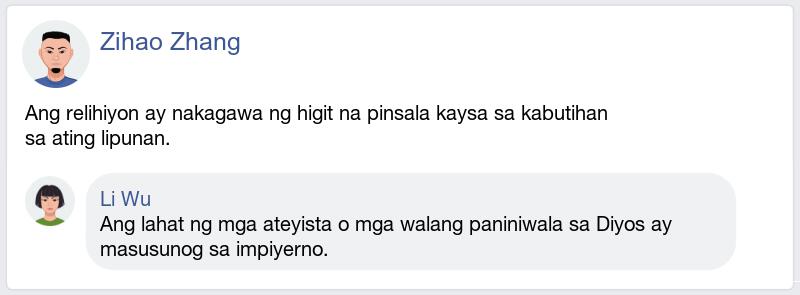 Zihao Zhang
Ang relihiyon ay nakagawa ng higit na pinsala kaysa sa kabutihan
sa ating lipunan.
Li Wu
Ang lahat ng mga ateyista o mga walang paniniwala sa Diyos ay
masusunog sa impiyerno.